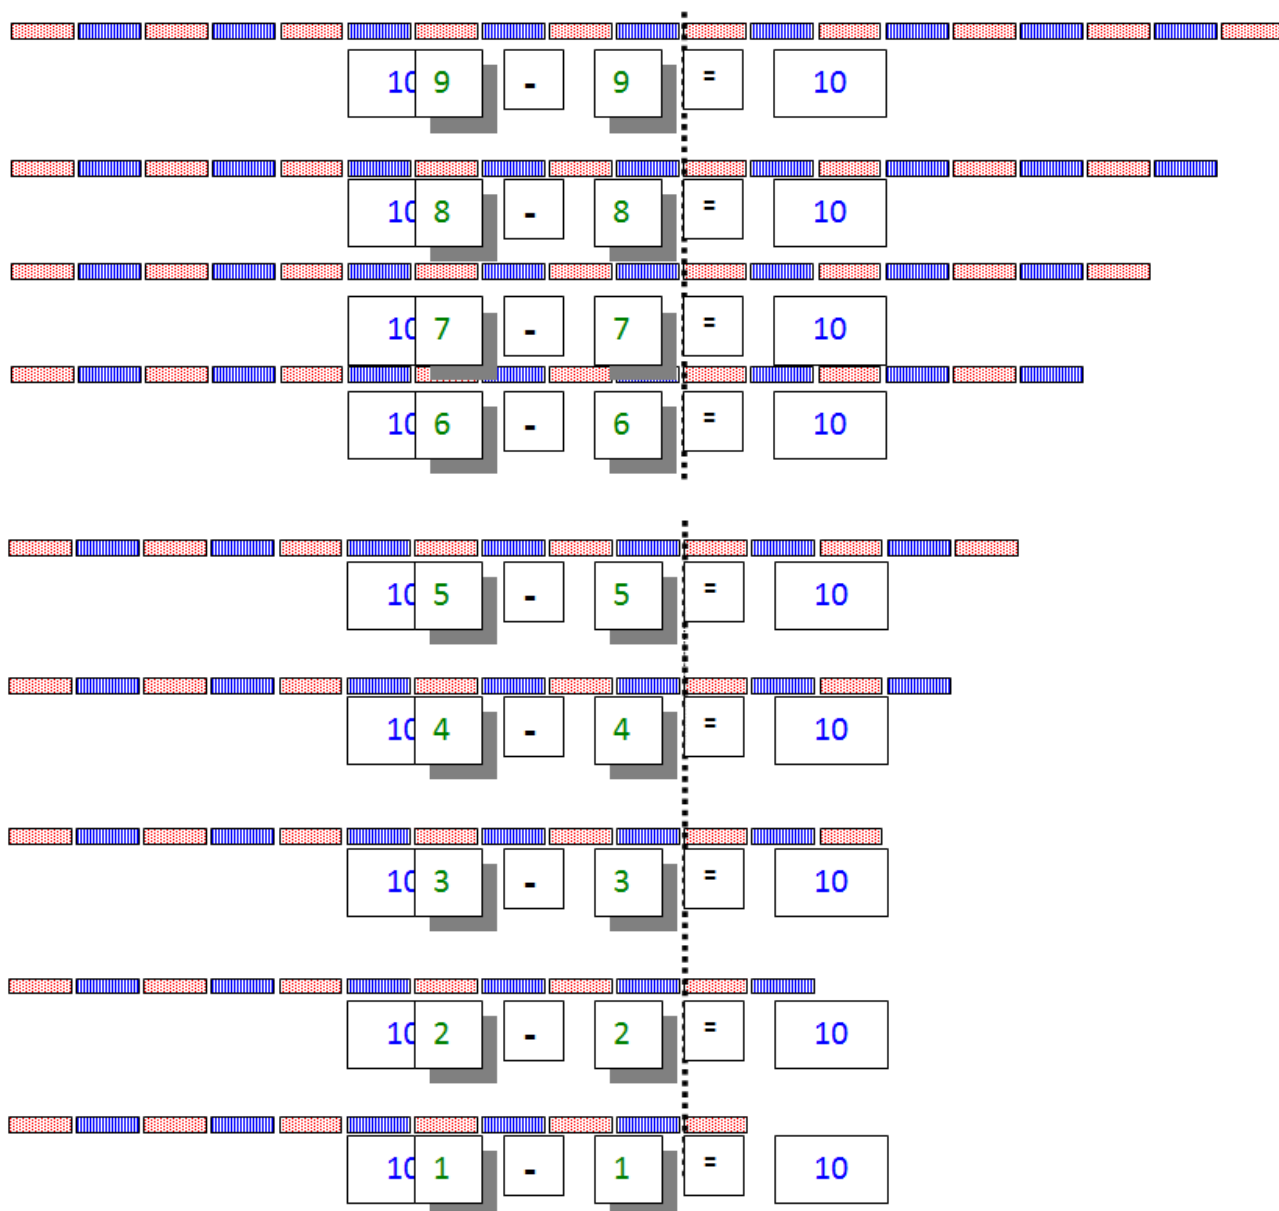 10 9 - 9 = 10
10 8 - 8 = 10
10 7 - 7 = 10
10 6 - 6 = 10
10 5 - 5 = 10
10 4 - 4 = 10
10 3 - 3 = 10
10 2 - 2 = 10
10 1 - 1 = 10